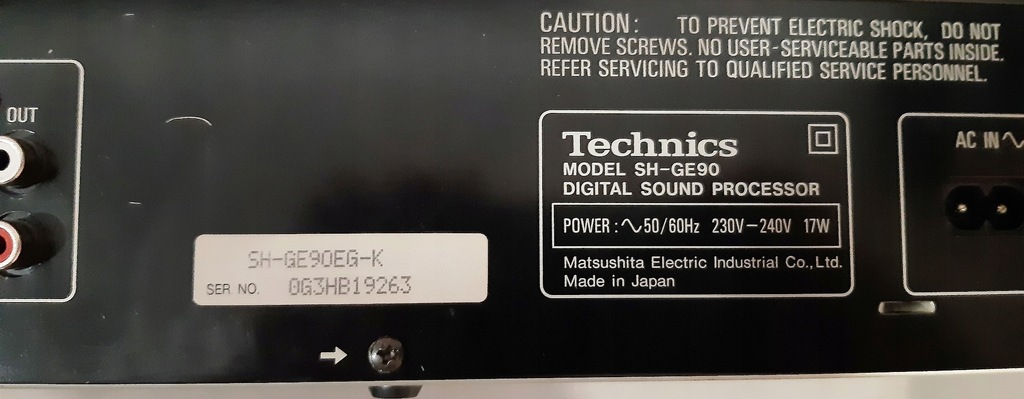 CAUTION: TO PREVENT ELECTRIC SHOCK, DO NOT
REMOVE SCREWS. NO USER-SERVICEABLE PARTS INSIDE.
REFER SERVICING TO QUALIFIED SERVICE PERSONNEL.
OUT
Technics
MODEL SH-GE90
DIGITAL SOUND PROCESSOR
POWER: ∿50/60Hz 230V-240V 17W
Matsushita Electric Industrial Co., Ltd.
Made in Japan
AC IN∿
SH-GE90EG-K
SER. NO. 0G3HB19263